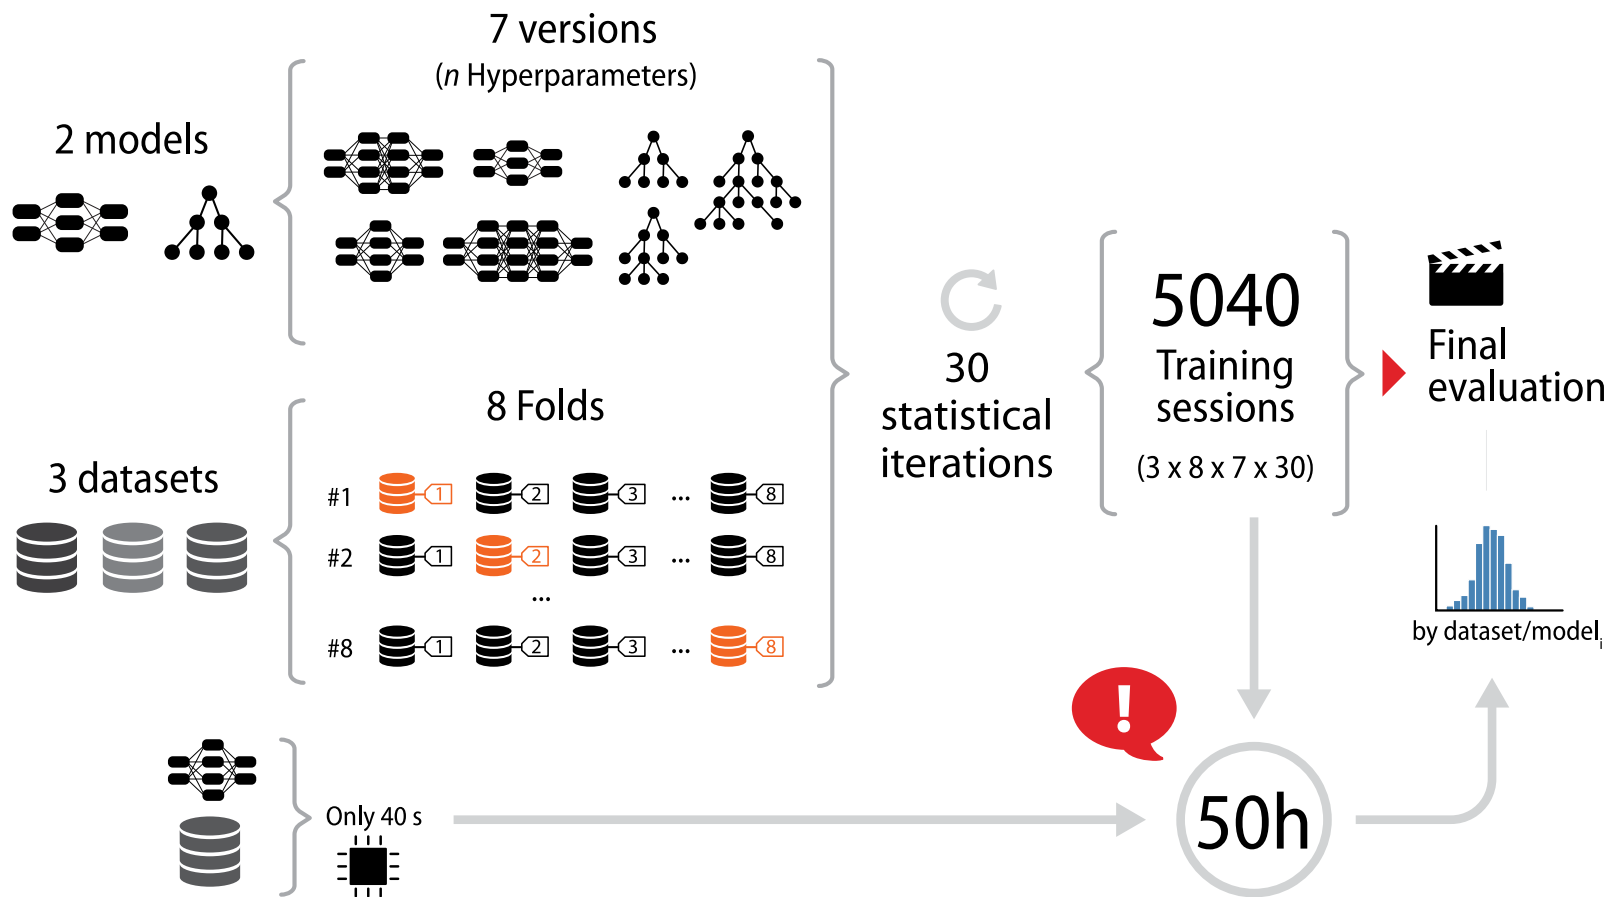 7 versions
(n Hyperparameters)
2 models
8 Folds
3 datasets
#1 1 2 3 ... 8
#2 1 2 3 ... 8
...
#8 1 2 3 ... 8
30
statistical
iterations
5040
Training
sessions
(3 x 8 x 7 x 30)
Final
evaluation
by dataset/model i
!
Only 40 s
50h